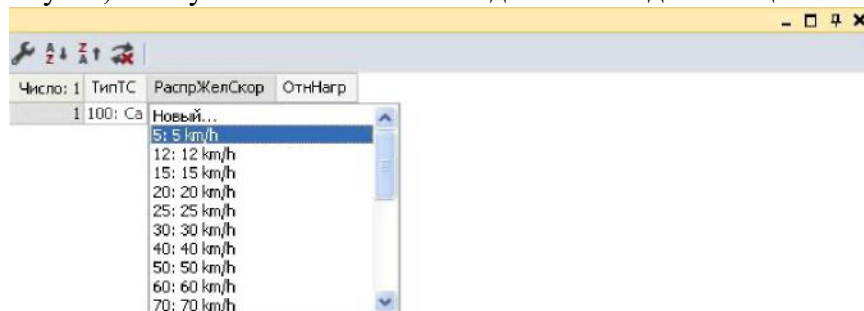 Число: 1 ТипТС РаспрЖелСкор ОтнНагр
1 100: Ca Новый...
5: 5 km/h
12: 12 km/h
15: 15 km/h
20: 20 km/h
25: 25 km/h
30: 30 km/h
40: 40 km/h
50: 50 km/h
60: 60 km/h
70: 70 km/h